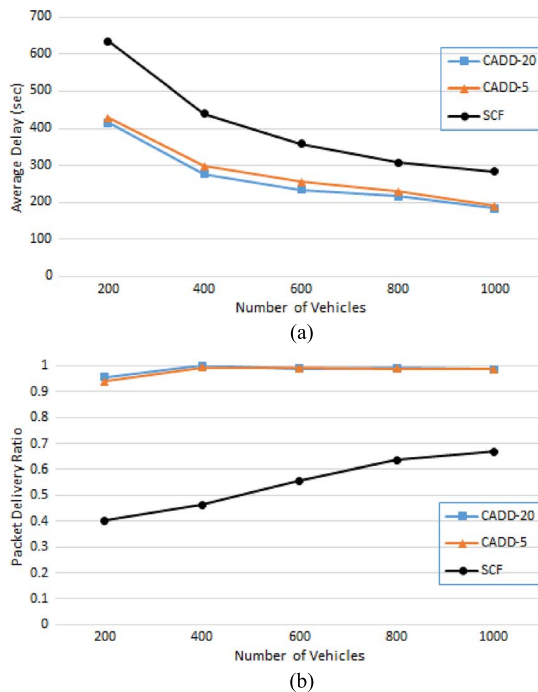 700
600
500
400
300
200
100
0
Average Delay (sec)
CADD-20
CADD-5
SCF
200 400 600 800 1000
Number of Vehicles
(a)
1
0.9
0.8
0.7
0.6
0.5
0.4
0.3
0.2
0.1
0
Packet Delivery Ratio
CADD-20
CADD-5
SCF
200 400 600 800 1000
Number of Vehicles
(b)